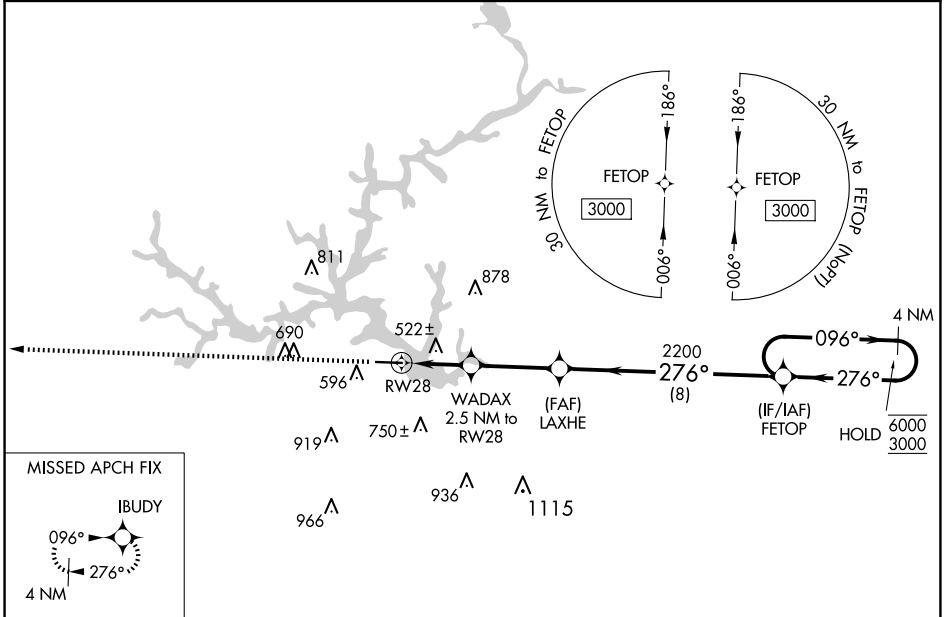 30 NM to FETOP
186°
FETOP
3000
006°
186°
30 NM to FETOP (NoPT)
FETOP
3000
006°
811
878
690
522±
596
RW28
WADAX
2.5 NM to
RW28
(FAF)
LAXHE
2200
276°
(8)
(IF/IAF)
FETOP
096°
276°
4 NM
HOLD
6000
3000
919
750±
936
1115
966
MISSED APCH FIX
IBUDY
096°
276°
4 NM